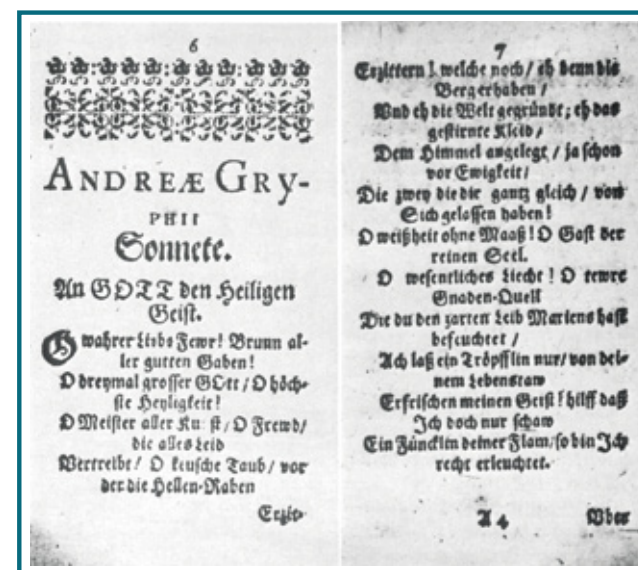 6
ANDREÆ GRY-
PHII
Sonnete.
An GOTT den Heiligen
Geist.
O wahrer Liebs Fewr! Brunn al-
ler gutten Gaben!
O dreymal grosser GOtt / O höch-
ste Heyligkeit!
O Meister aller Kunst / O Frewd /
die alles Leid
Vertreibt! O keusche Taub / vor
der die Hellen-Raben
Erzit-
7
Erzittern! welche noch / eh denn die
Berg erhaben /
Vnd eh die Welt gegründt; eh das
gestirnte Kleid /
Dem Himmel angelegt / ja schon
vor Ewigkeit /
Die zwey die dir gantz gleich / von
Sich gelassen haben!
O weißheit ohne Maaß! O Gast der
reinen Seel.
O wesentliches Liecht! O tewre
Gnaden-Quell
Die du den zarten Leib Mariens hast
befeuchtet /
Ach laß ein Tröpfflin nur / von dei-
nem Lebenstaw
Erfrischen meinen Geist! hilff daß
Ich doch nur schaw
Ein Füncklin deiner Flam / so bin Ich
recht erleuchtet.
A 4
Vber